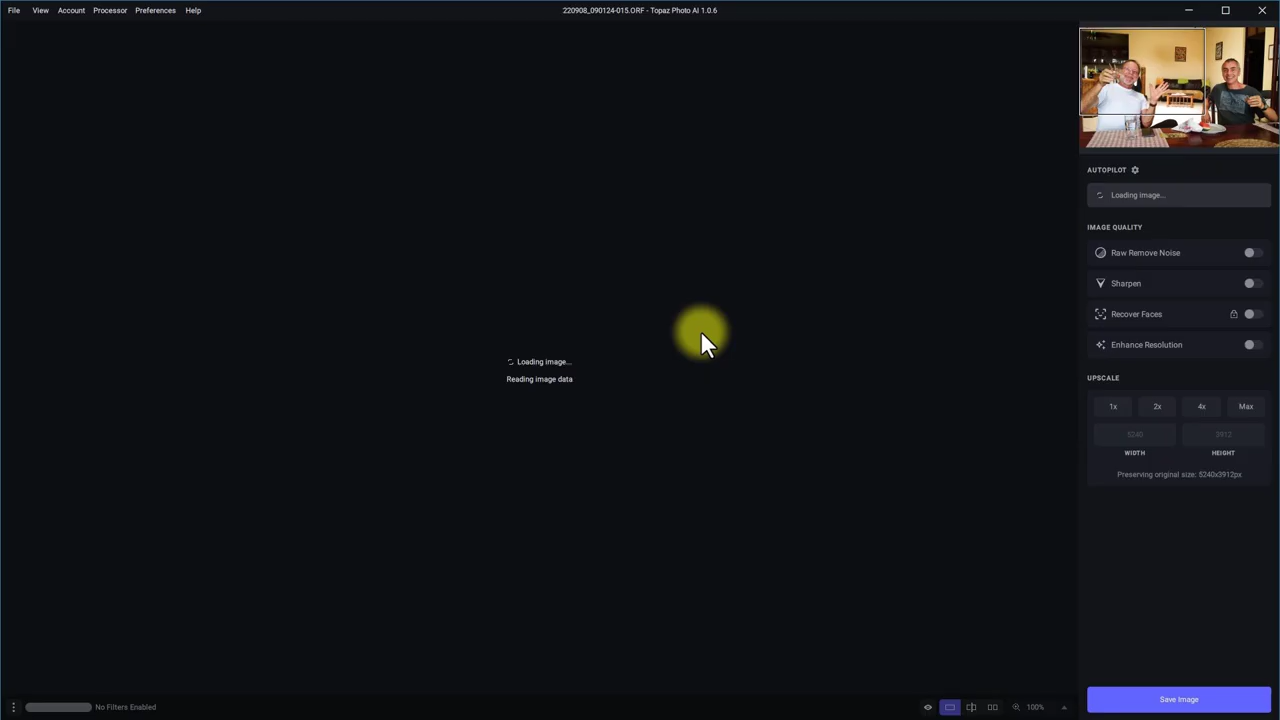 File View Account Processor Preferences Help
220908_090124-015.ORF - Topaz Photo AI 1.0.6
AUTOPILOT
Loading image...
IMAGE QUALITY
Raw Remove Noise
Sharpen
Recover Faces
Enhance Resolution
UPSCALE
1x 2x 4x Max
5240 3912
WIDTH HEIGHT
Preserving original size: 5240x3912px
Loading image...
Reading image data
No Filters Enabled
100%
Save Image